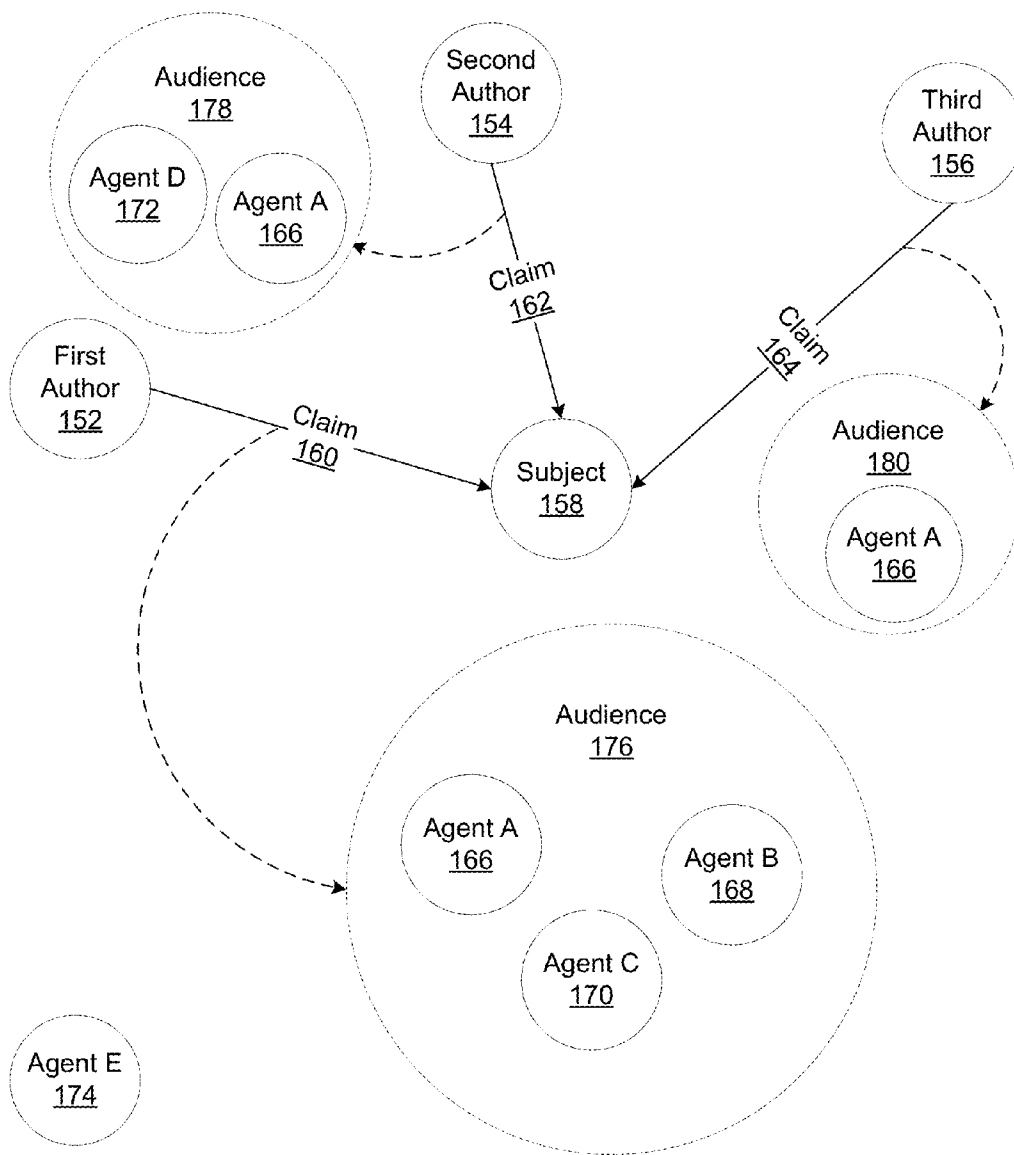 Audience
178
Agent D
172
Agent A
166
Second
Author
154
Third
Author
156
Claim
162
Claim
164
First
Author
152
Claim
160
Subject
158
Audience
180
Agent A
166
Audience
176
Agent A
166
Agent B
168
Agent C
170
Agent E
174